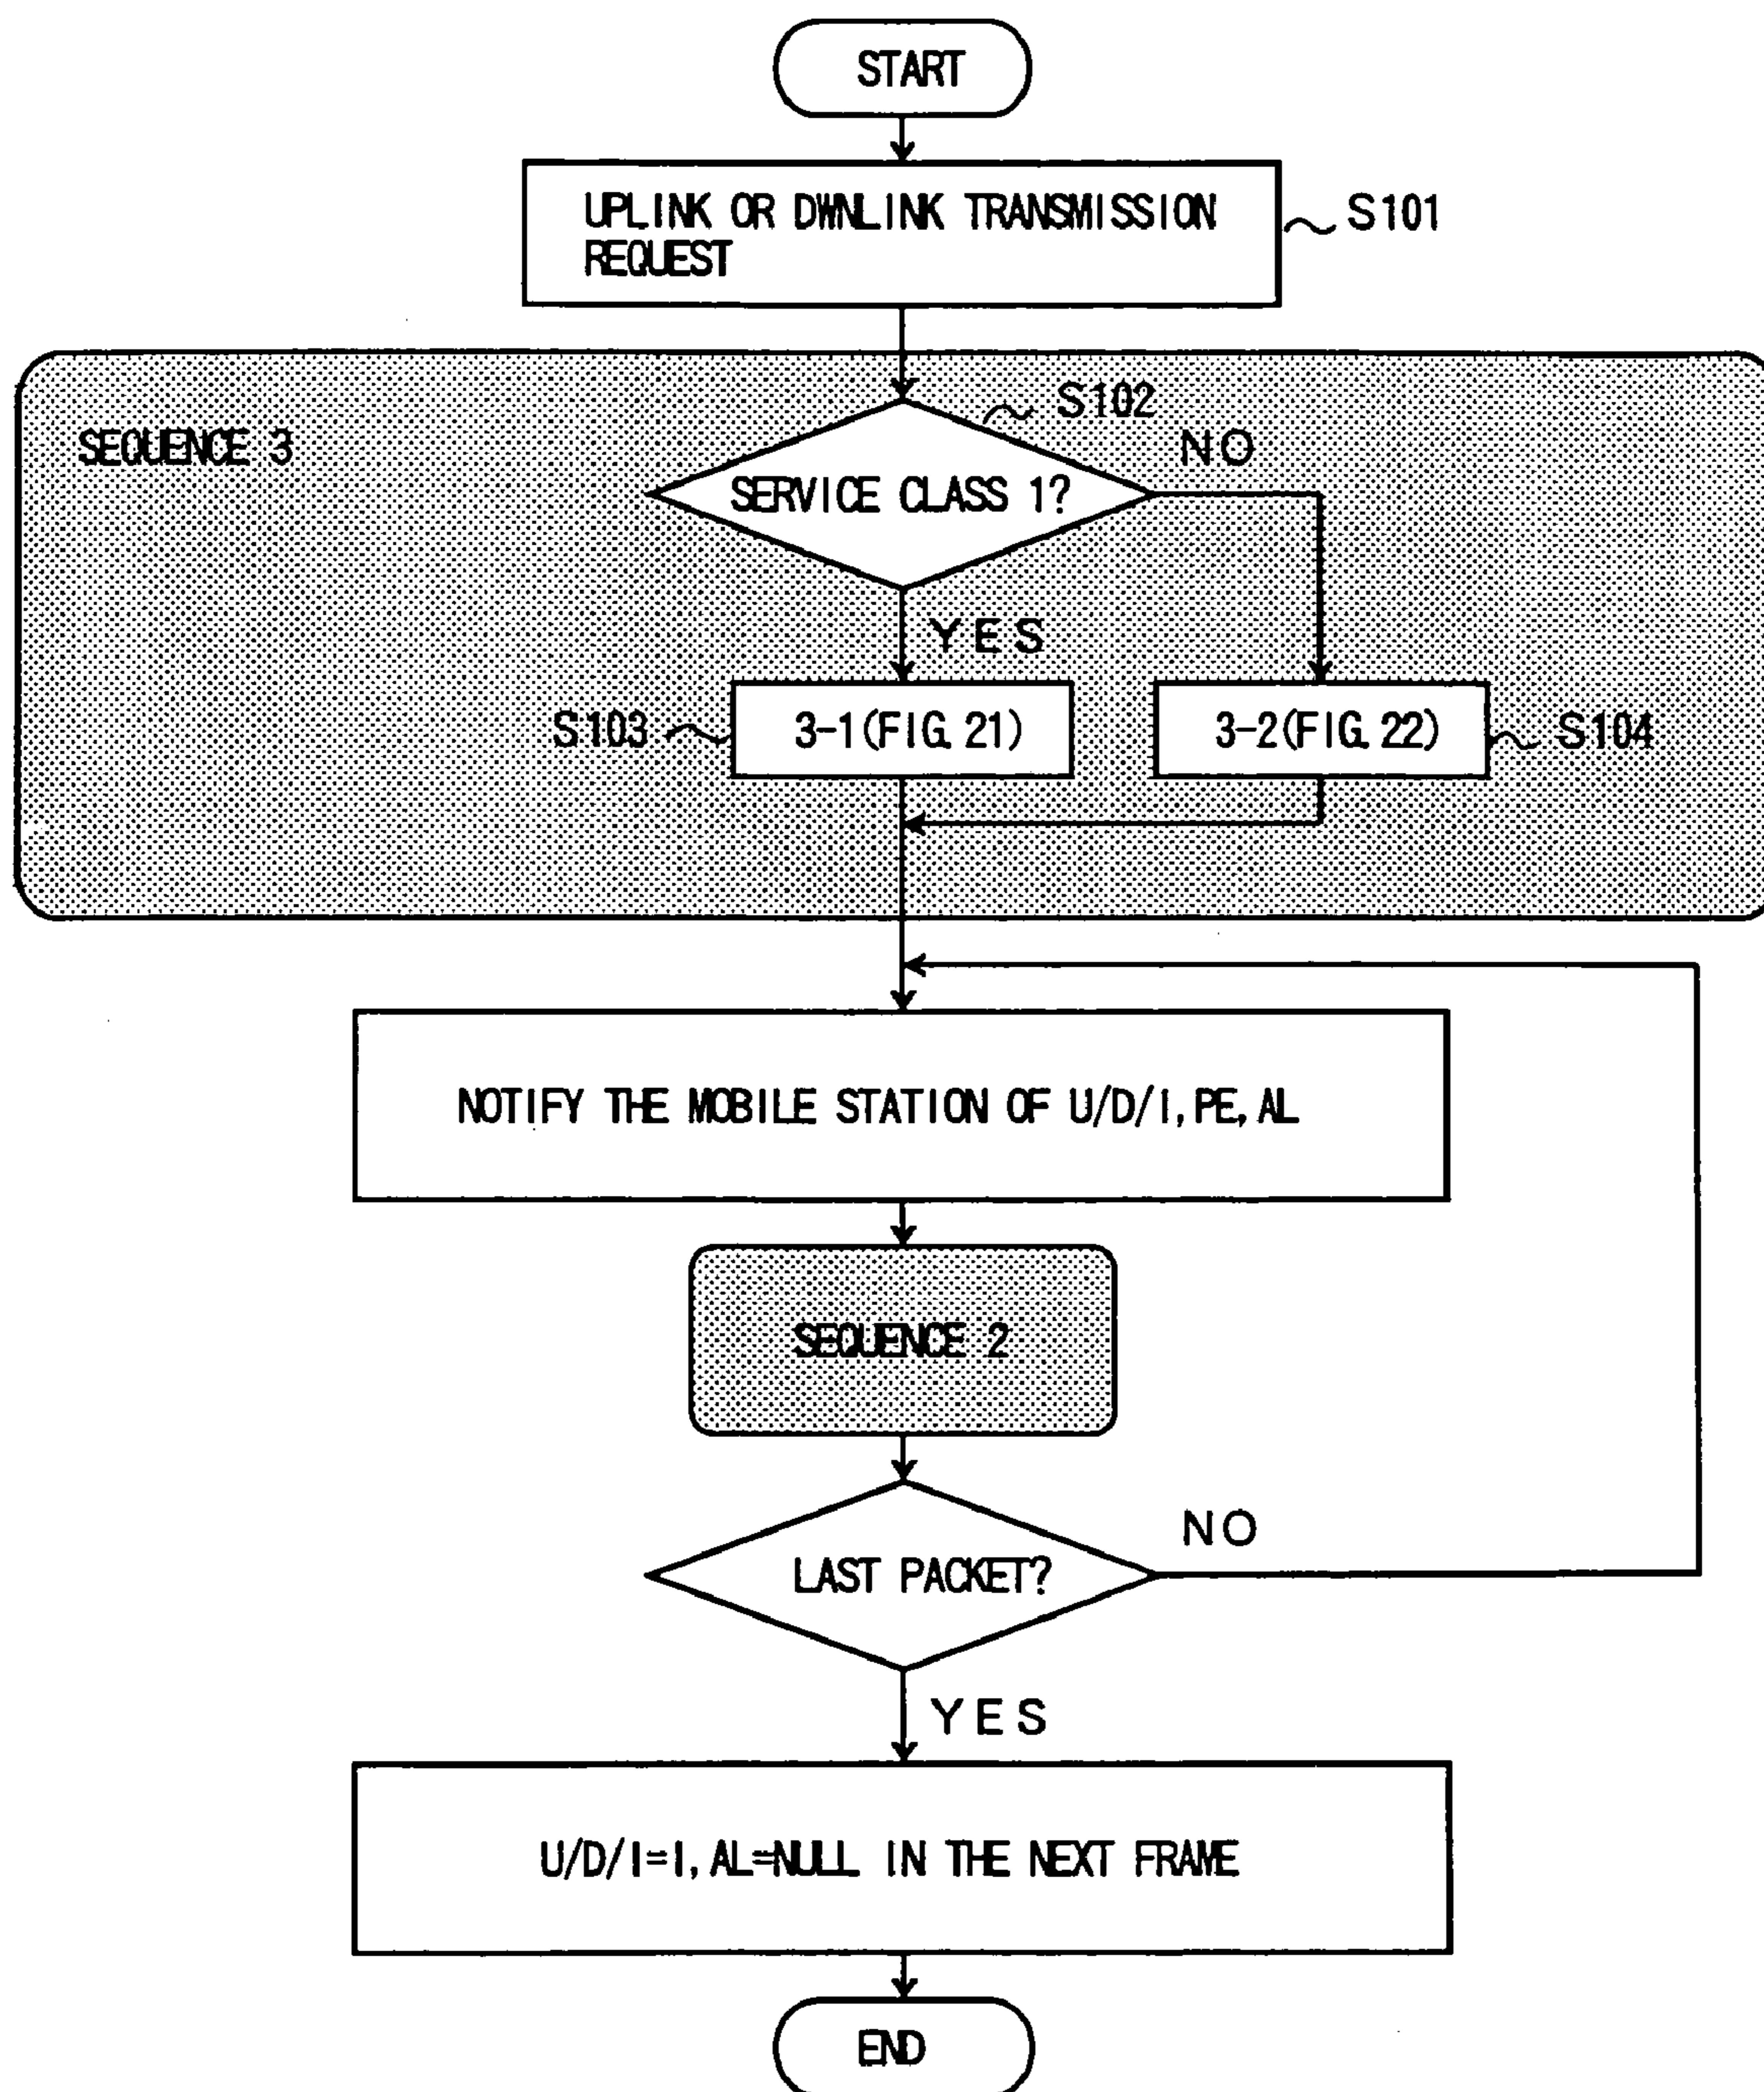 START
UPLINK OR DWNLINK TRANSMISSION
REQUEST
S101
S102
SEQUENCE 3
NO
SERVICE CLASS 1?
YES
S103
3-1(FIG. 21)
3-2(FIG. 22)
S104
NOTIFY THE MOBILE STATION OF U/D/I, PE, AL
SEQUENCE 2
NO
LAST PACKET?
YES
U/D/I=I, AL=NULL IN THE NEXT FRAME
END